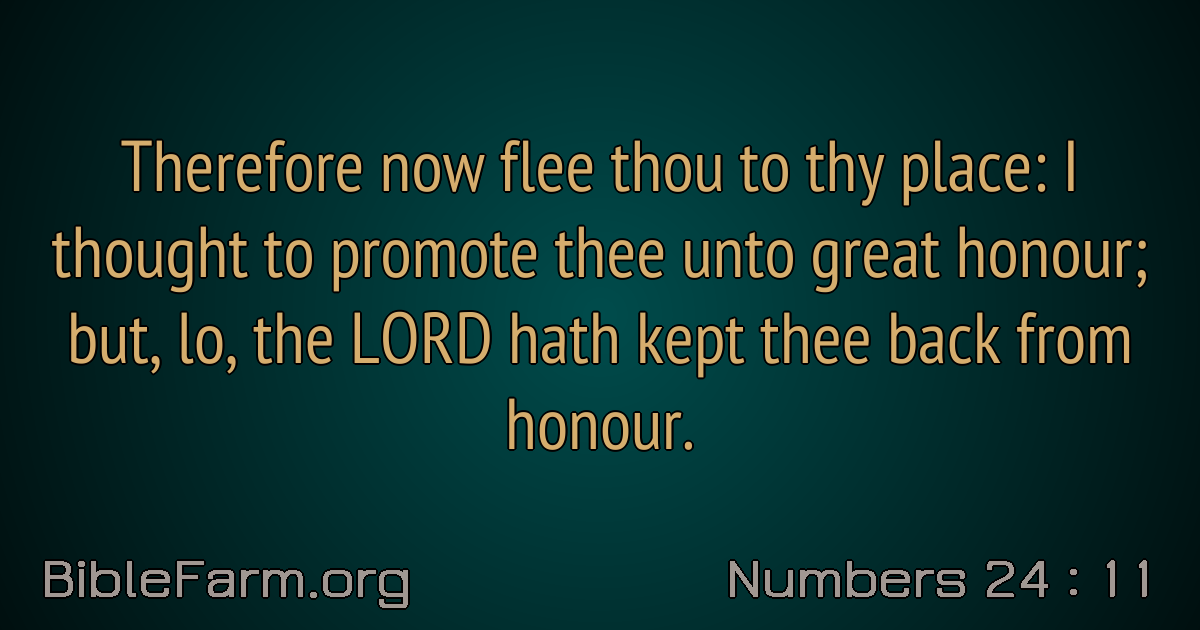 Therefore now flee thou to thy place: I
thought to promote thee unto great honour;
but, lo, the LORD hath kept thee back from
honour.
BibleFarm.org
Numbers 24 : 11